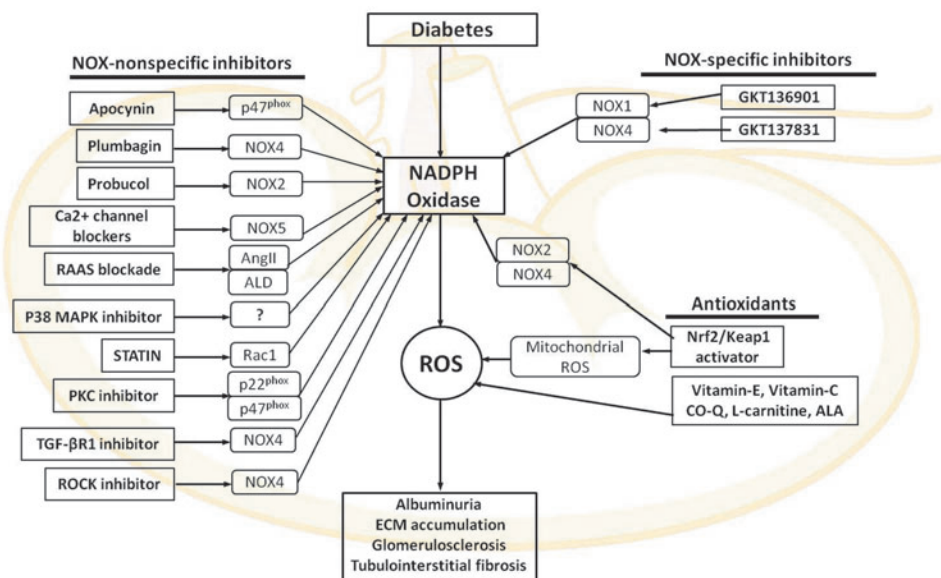 Diabetes
NOX-nonspecific inhibitors
Apocynin
p47phox
Plumbagin
NOX4
Probucol
NOX2
Ca2+ channel
blockers
NOX5
RAAS blockade
AngII
ALD
P38 MAPK inhibitor
?
STATIN
Rac1
PKC inhibitor
p22phox
p47phox
TGF-βR1 inhibitor
NOX4
ROCK inhibitor
NOX4
NADPH
Oxidase
ROS
Albuminuria
ECM accumulation
Glomerulosclerosis
Tubulointerstitial fibrosis
NOX-specific inhibitors
NOX1
GKT136901
NOX4
GKT137831
NOX2
NOX4
Antioxidants
Nrf2/Keap1
activator
Mitochondrial
ROS
Vitamin-E, Vitamin-C
CO-Q, L-carnitine, ALA